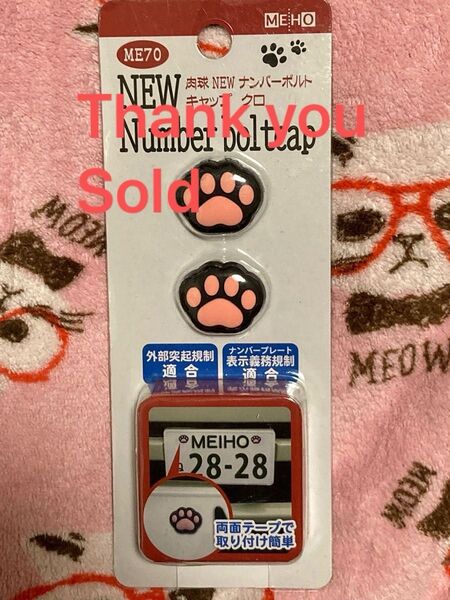 MEIHO
ME70
NEW
肉球 NEW ナンバーボルト
キャップ クロ
Number boltcap
Thank you
Sold
外部突起規制
適合
ナンバープレート
表示義務規制
適合
MEIHO
28-28
両面テープで
取り付け簡単
MEOW
MEOW
MEOW